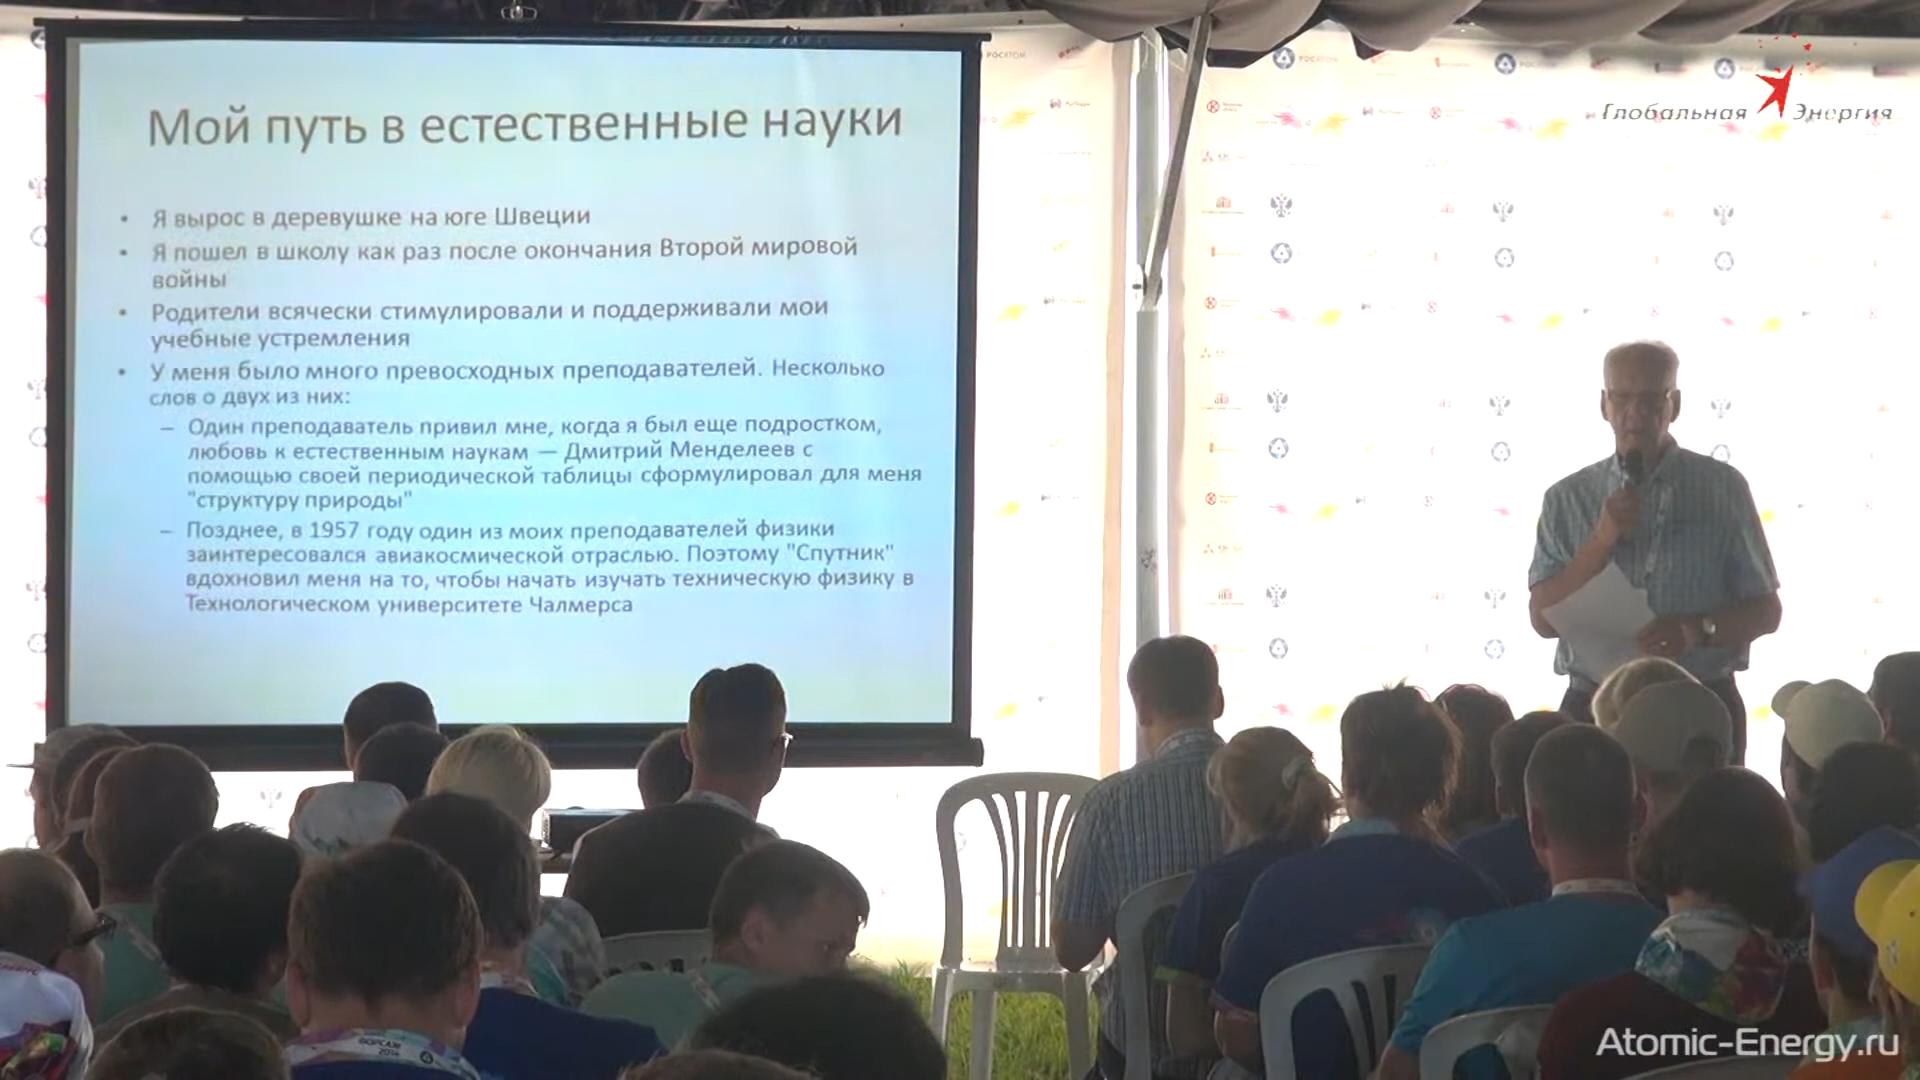 Мой путь в естественные науки
• Я вырос в деревушке на юге Швеции
• Я пошел в школу как раз после окончания Второй мировой
войны
• Родители всячески стимулировали и поддерживали мои
учебные устремления
• У меня было много превосходных преподавателей. Несколько
слов о двух из них:
– Один преподаватель привил мне, когда я был еще подростком,
любовь к естественным наукам — Дмитрий Менделеев с
помощью своей периодической таблицы сформулировал для меня
"структуру природы"
– Позднее, в 1957 году один из моих преподавателей физики
заинтересовался авиакосмической отраслью. Поэтому "Спутник"
вдохновил меня на то, чтобы начать изучать техническую физику в
Технологическом университете Чалмерса
РОСАТОМ
РОСАТОМ
Глобальная Энергия
ФОРСАЖ
2014
Atomic-Energy.ru